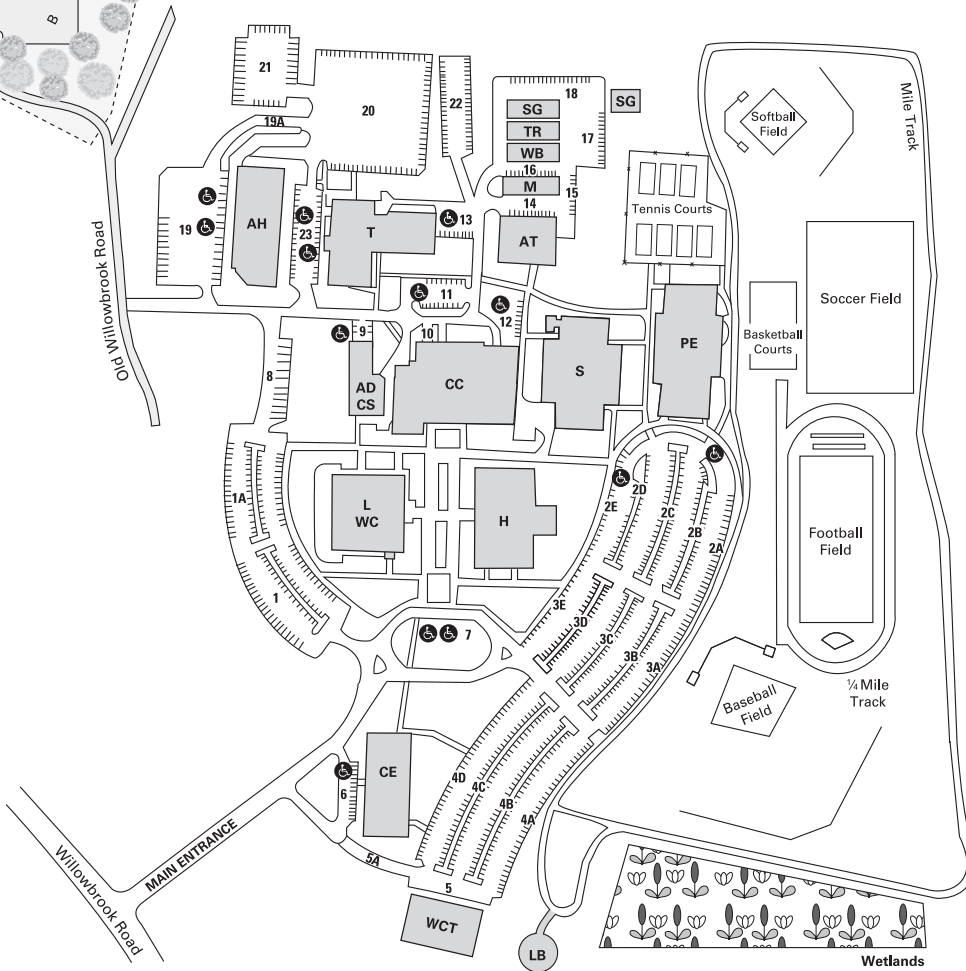 B
21
20
22
18
SG
SG
19A
TR
17
WB
16
M
15
14
19
AH
23
T
13
AT
Tennis Courts
Softball
Field
Mile Track
Soccer Field
Old Willowbrook Road
11
12
9
10
8
AD
CS
CC
S
PE
Basketball
Courts
1A
L
WC
H
2E
2D
2C
2B
2A
Football
Field
1
7
3E
3D
3C
3B
3A
Baseball
Field
¼ Mile
Track
CE
6
4D
4C
4B
4A
5A
5
MAIN ENTRANCE
Willowbrook Road
WCT
LB
Wetlands